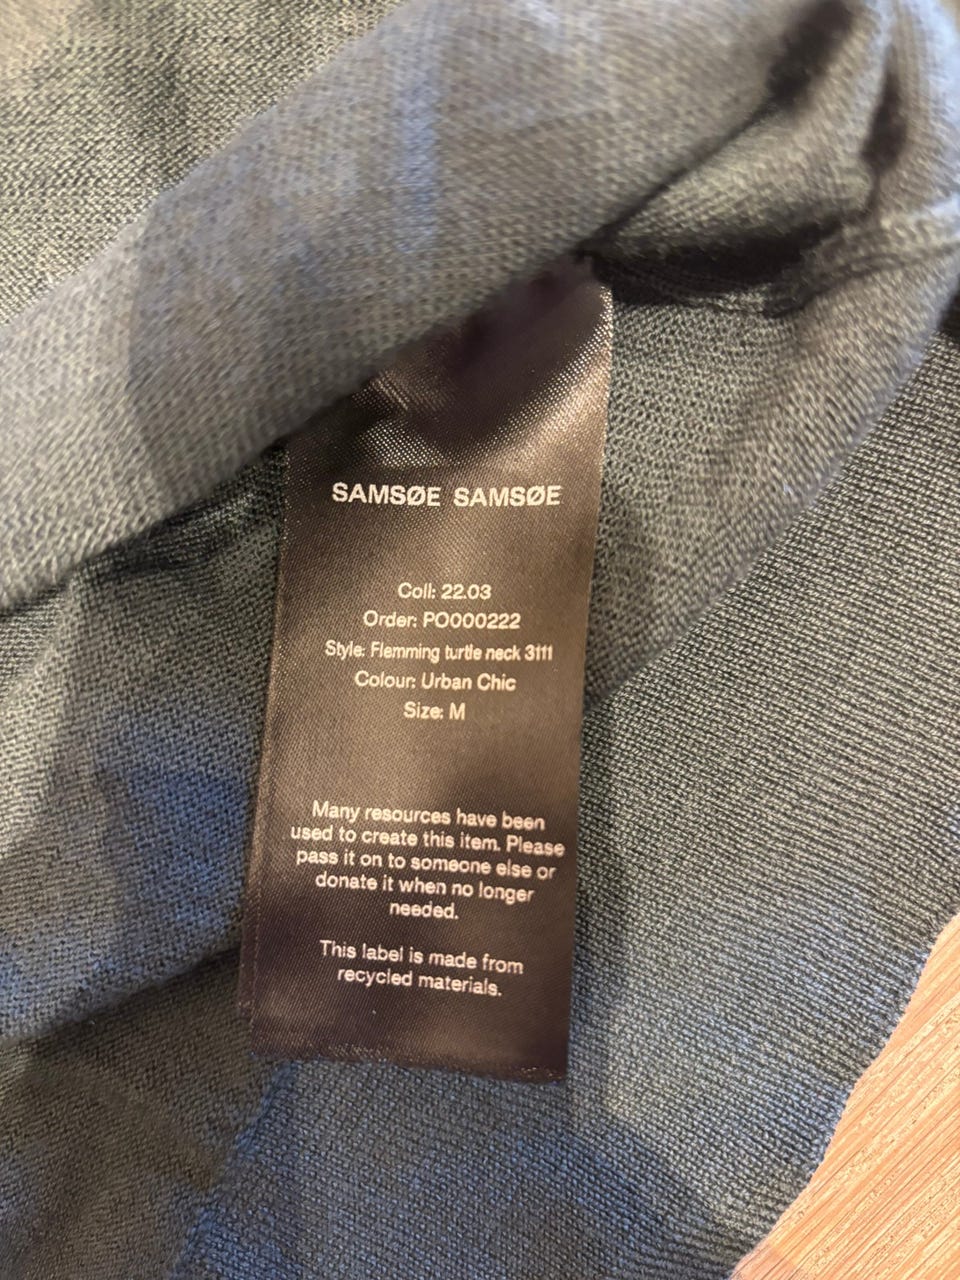 SAMSØE SAMSØE
Coll: 22.03
Order: PO000222
Style: Flemming turtle neck 3111
Colour: Urban Chic
Size: M
Many resources have been
used to create this item. Please
pass it on to someone else or
donate it when no longer
needed.
This label is made from
recycled materials.